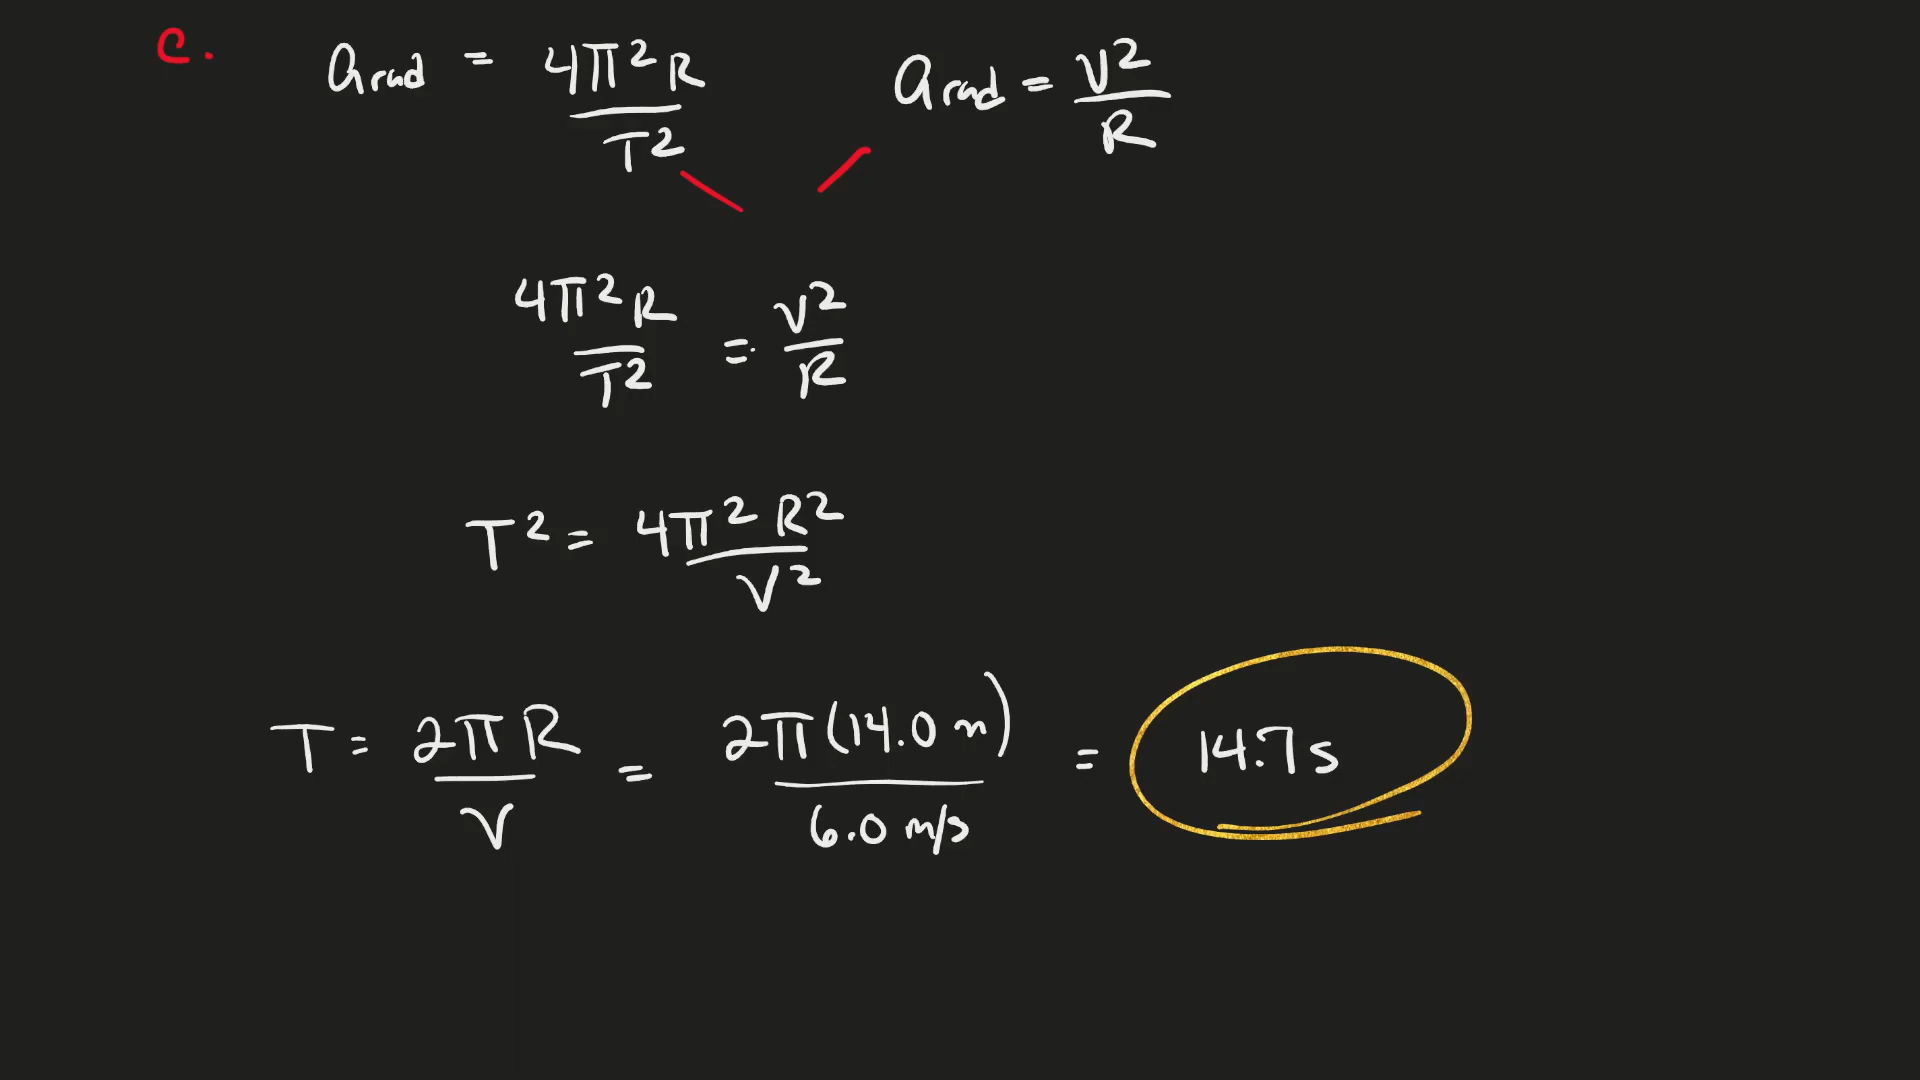 c. a_rad = 4π²R / T²    a_rad = v² / R
4π²R / T² = v² / R
T² = 4π²R² / v²
T = 2πR / v = 2π(14.0 m) / 6.0 m/s = 14.7 s